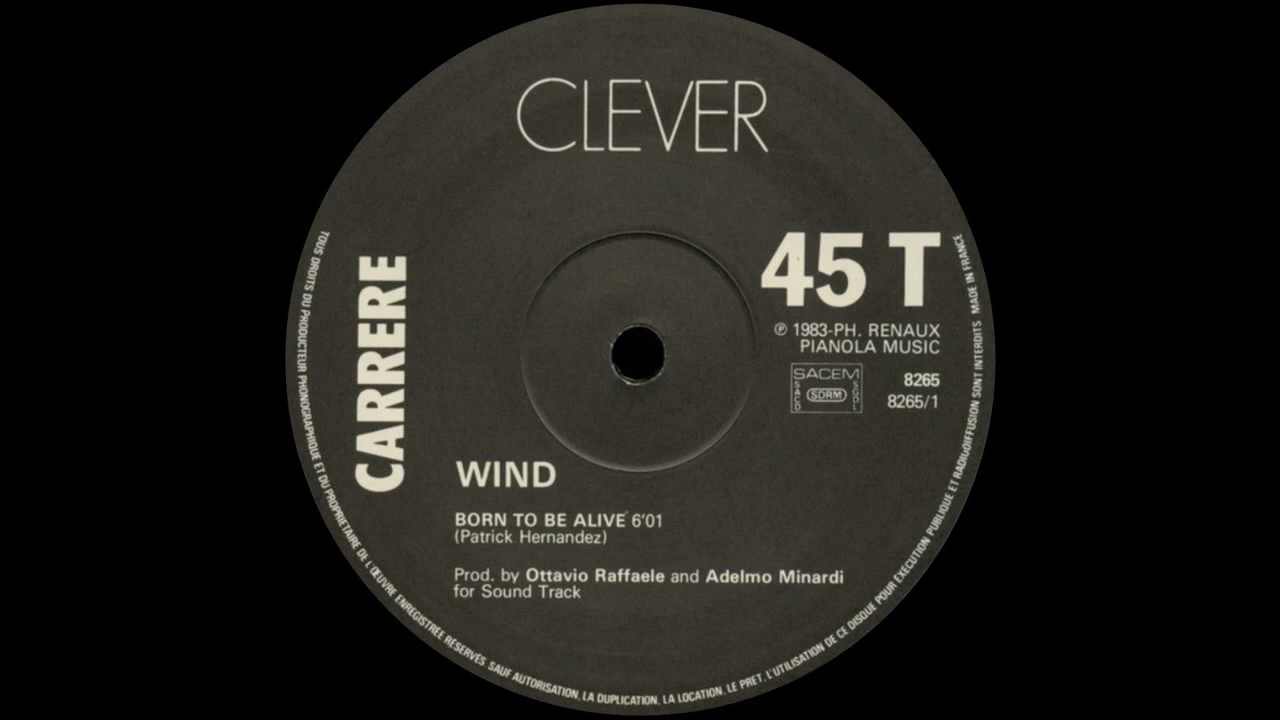 CLEVER
CARRERE
45 T
℗ 1983-PH. RENAUX
PIANOLA MUSIC
SACEM
SACD
SDRM
SGDL
8265
8265/1
WIND
BORN TO BE ALIVE 6'01
(Patrick Hernandez)
Prod. by Ottavio Raffaele and Adelmo Minardi
for Sound Track
TOUS DROITS DU PRODUCTEUR PHONOGRAPHIQUE ET DU PROPRIETAIRE DE L'ŒUVRE ENREGISTRÉE RÉSERVÉS. SAUF AUTORISATION, LA DUPLICATION, LA LOCATION, LE PRET, L'UTILISATION DE CE DISQUE POUR EXECUTION PUBLIQUE ET RADIODIFFUSION SONT INTERDITS MADE IN FRANCE